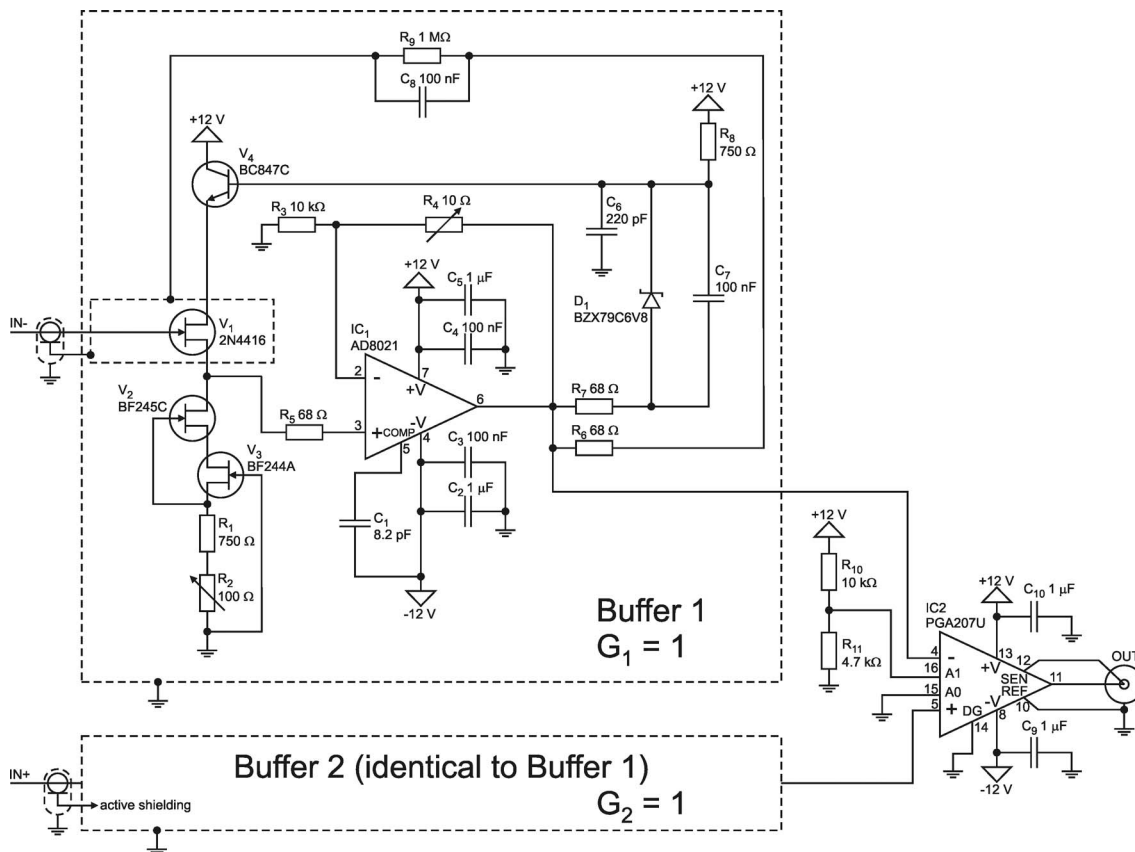 R9 1 MΩ
C8 100 nF
+12 V
+12 V
V4
BC847C
R8
750 Ω
R3 10 kΩ
R4 10 Ω
C6
220 pF
C7
100 nF
+12 V
C5 1 µF
D1
BZX79C6V8
IN-
V1
2N4416
IC1
AD8021
C4 100 nF
2
-
7
+V
V2
BF245C
R5 68 Ω
6
R7 68 Ω
3
+
COMP
-V
4
5
C3 100 nF
R6 68 Ω
V3
BF244A
C2 1 µF
R1
750 Ω
C1
8.2 pF
+12 V
R2
100 Ω
-12 V
R10
10 kΩ
+12 V
C10 1 µF
IC2
PGA207U
Buffer 1
G1 = 1
R11
4.7 kΩ
4
-
13
+V
12
OUT
16
A1
SEN
11
15
A0
REF
5
+
DG
-V
10
14
8
C9 1 µF
-12 V
IN+
Buffer 2 (identical to Buffer 1)
G2 = 1
active shielding